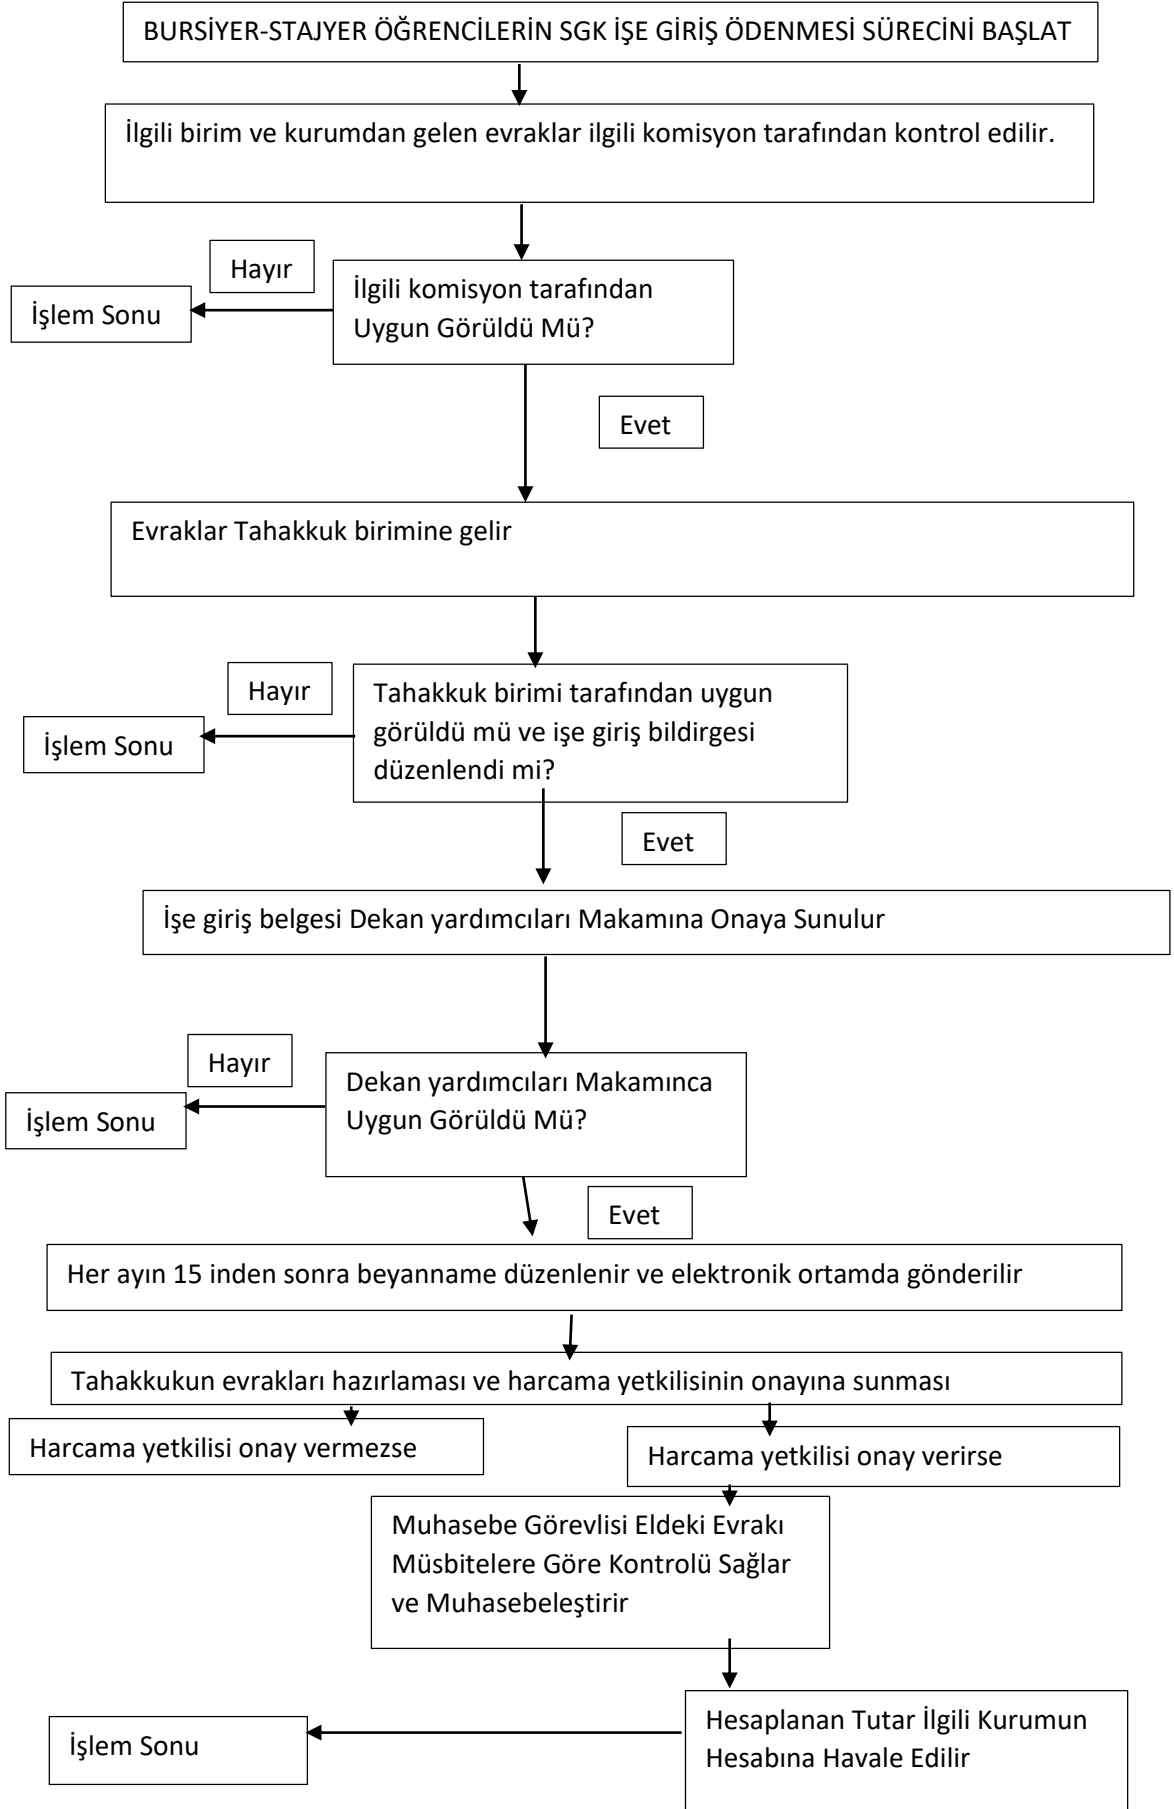 BURSİYER-STAJYER ÖĞRENCİLERİN SGK İŞE GİRİŞ ÖDENMESİ SÜRECİNİ BAŞLAT
İlgili birim ve kurumdan gelen evraklar ilgili komisyon tarafından kontrol edilir.
Hayır
İlgili komisyon tarafından
Uygun Görüldü Mü?
İşlem Sonu
Evet
Evraklar Tahakkuk birimine gelir
Hayır
Tahakkuk birimi tarafından uygun
görüldü mü ve işe giriş bildirgesi
düzenlendi mi?
İşlem Sonu
Evet
İşe giriş belgesi Dekan yardımcıları Makamına Onaya Sunulur
Hayır
Dekan yardımcıları Makamınca
Uygun Görüldü Mü?
İşlem Sonu
Evet
Her ayın 15 inden sonra beyanname düzenlenir ve elektronik ortamda gönderilir
Tahakkukun evrakları hazırlaması ve harcama yetkilisinin onayına sunması
Harcama yetkilisi onay vermezse
Harcama yetkilisi onay verirse
Muhasebe Görevlisi Eldeki Evrakı
Müsbitelere Göre Kontrolü Sağlar
ve Muhasebeleştirir
Hesaplanan Tutar İlgili Kurumun
Hesabına Havale Edilir
İşlem Sonu